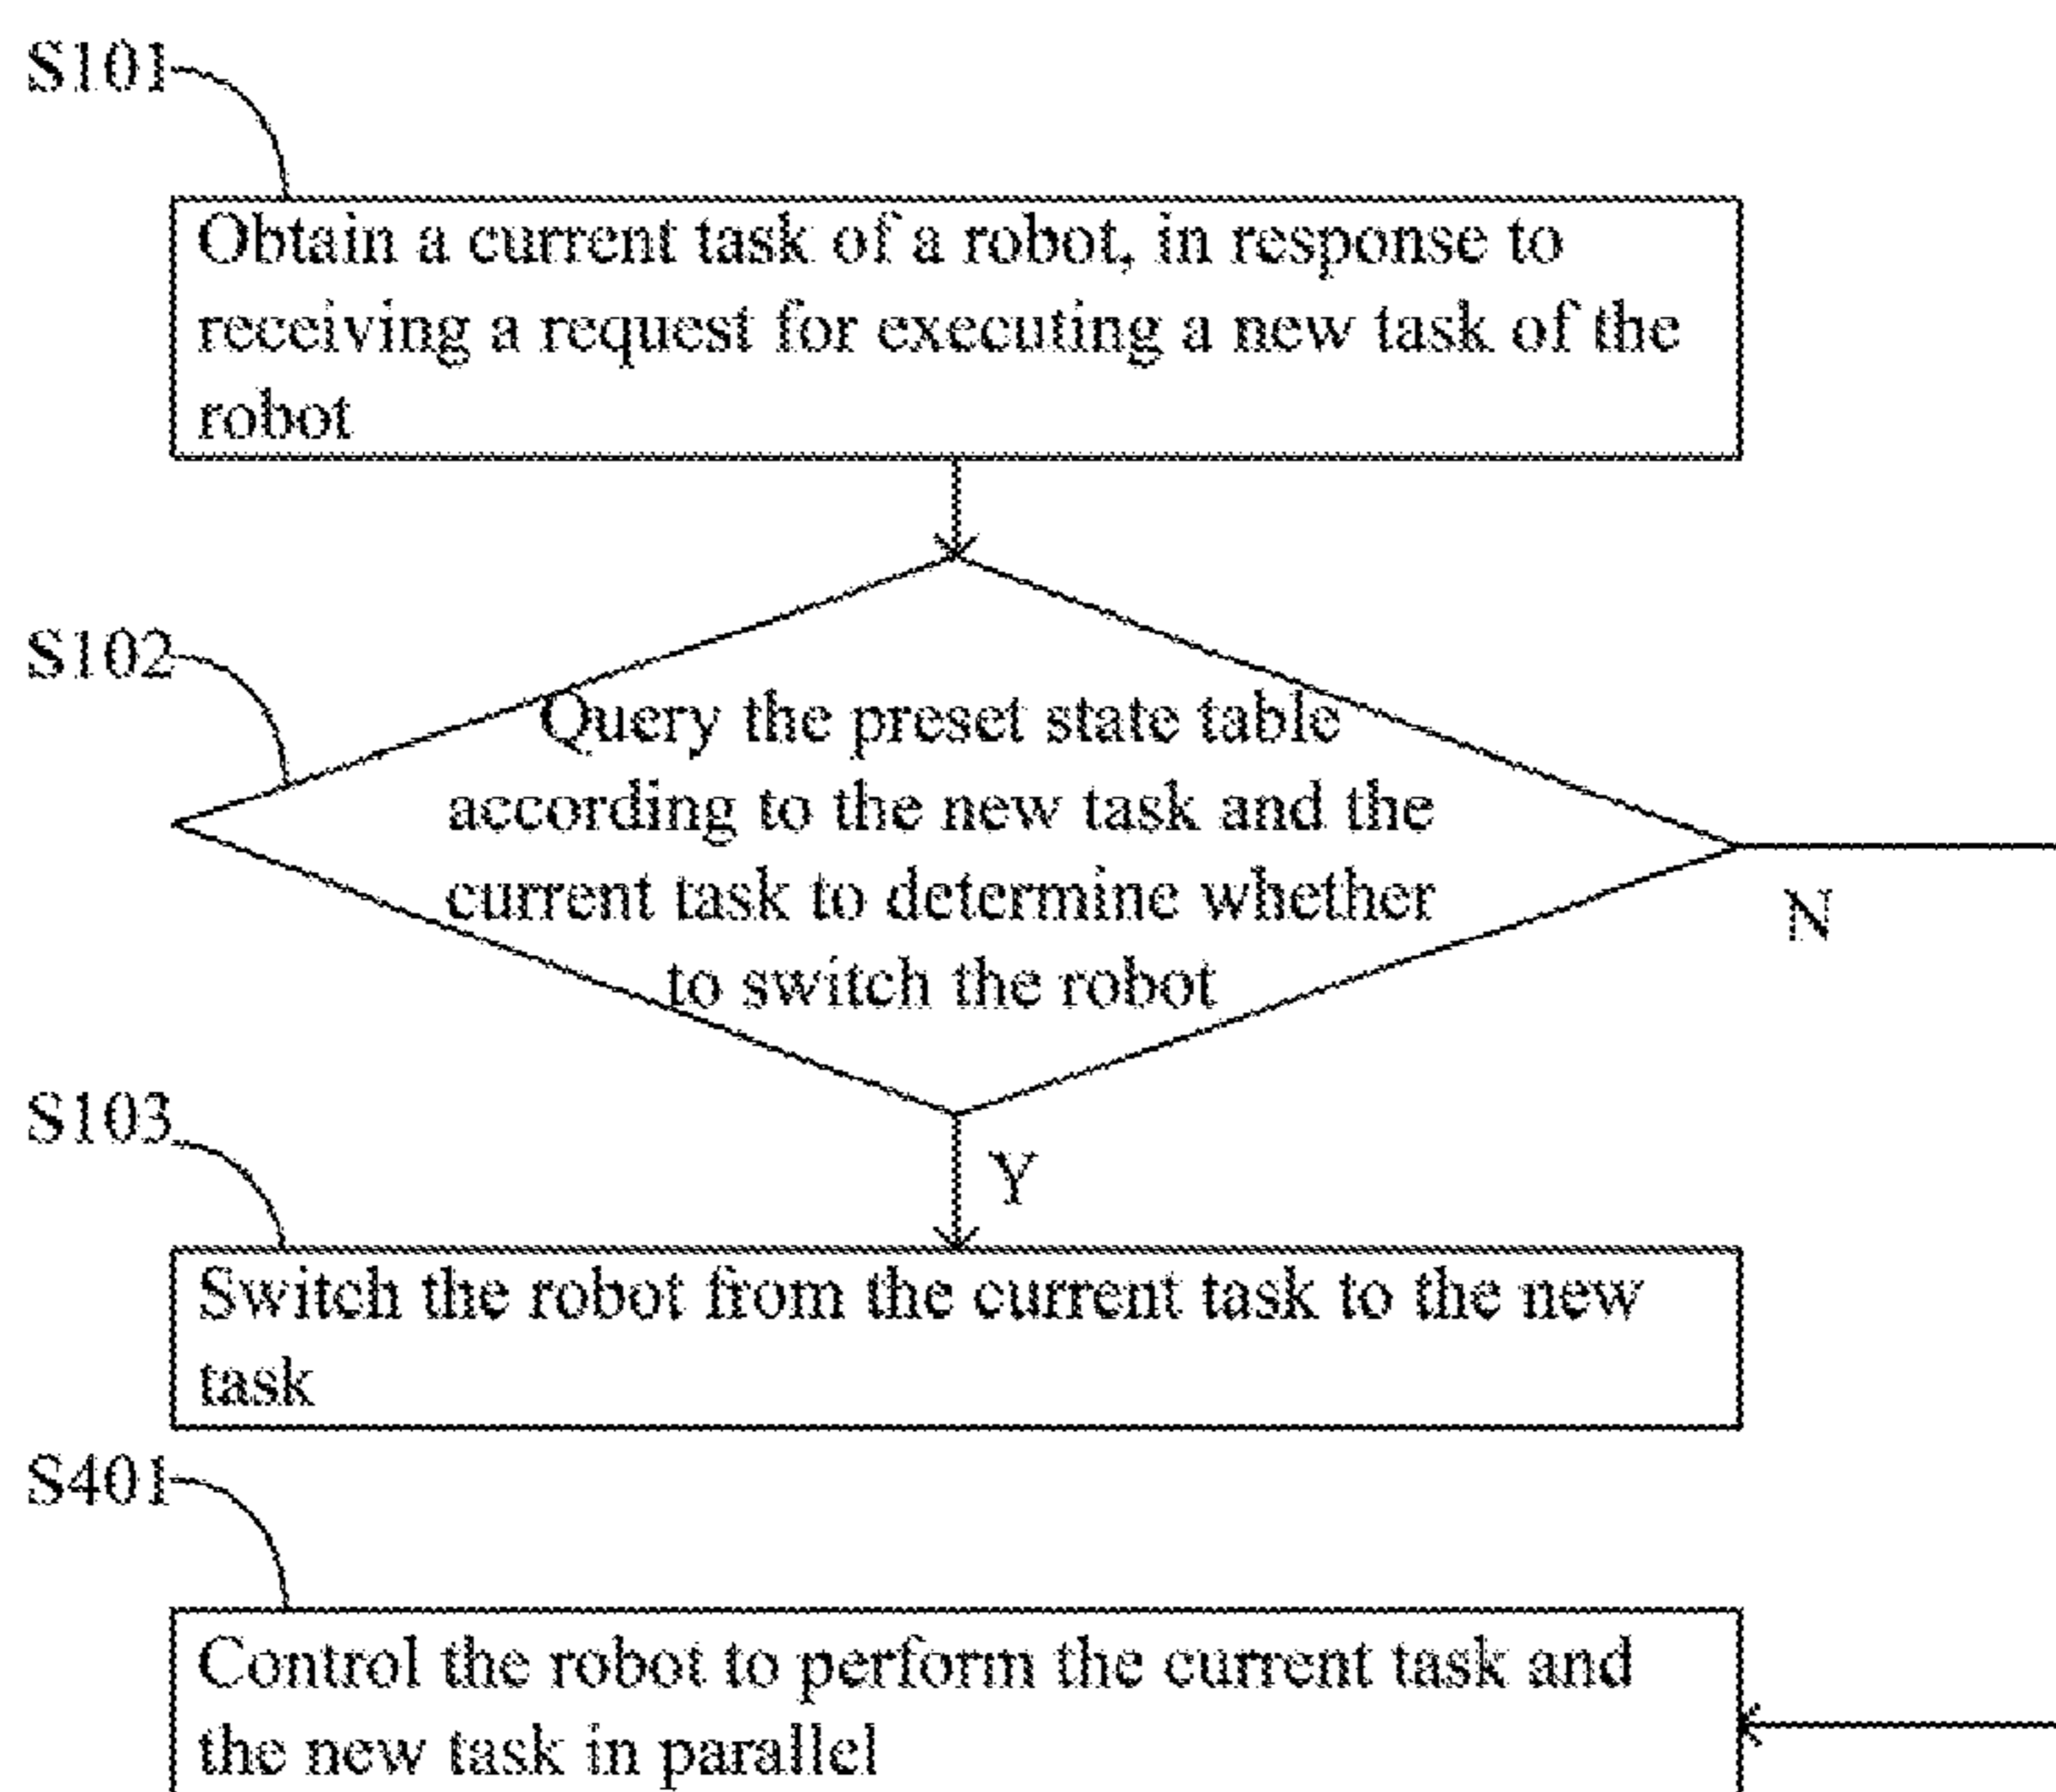 S101
Obtain a current task of a robot, in response to
receiving a request for executing a new task of the
robot
S102
Query the preset state table
according to the new task and the
current task to determine whether
to switch the robot
N
S103
Y
Switch the robot from the current task to the new
task
S401
Control the robot to perform the current task and
the new task in parallel